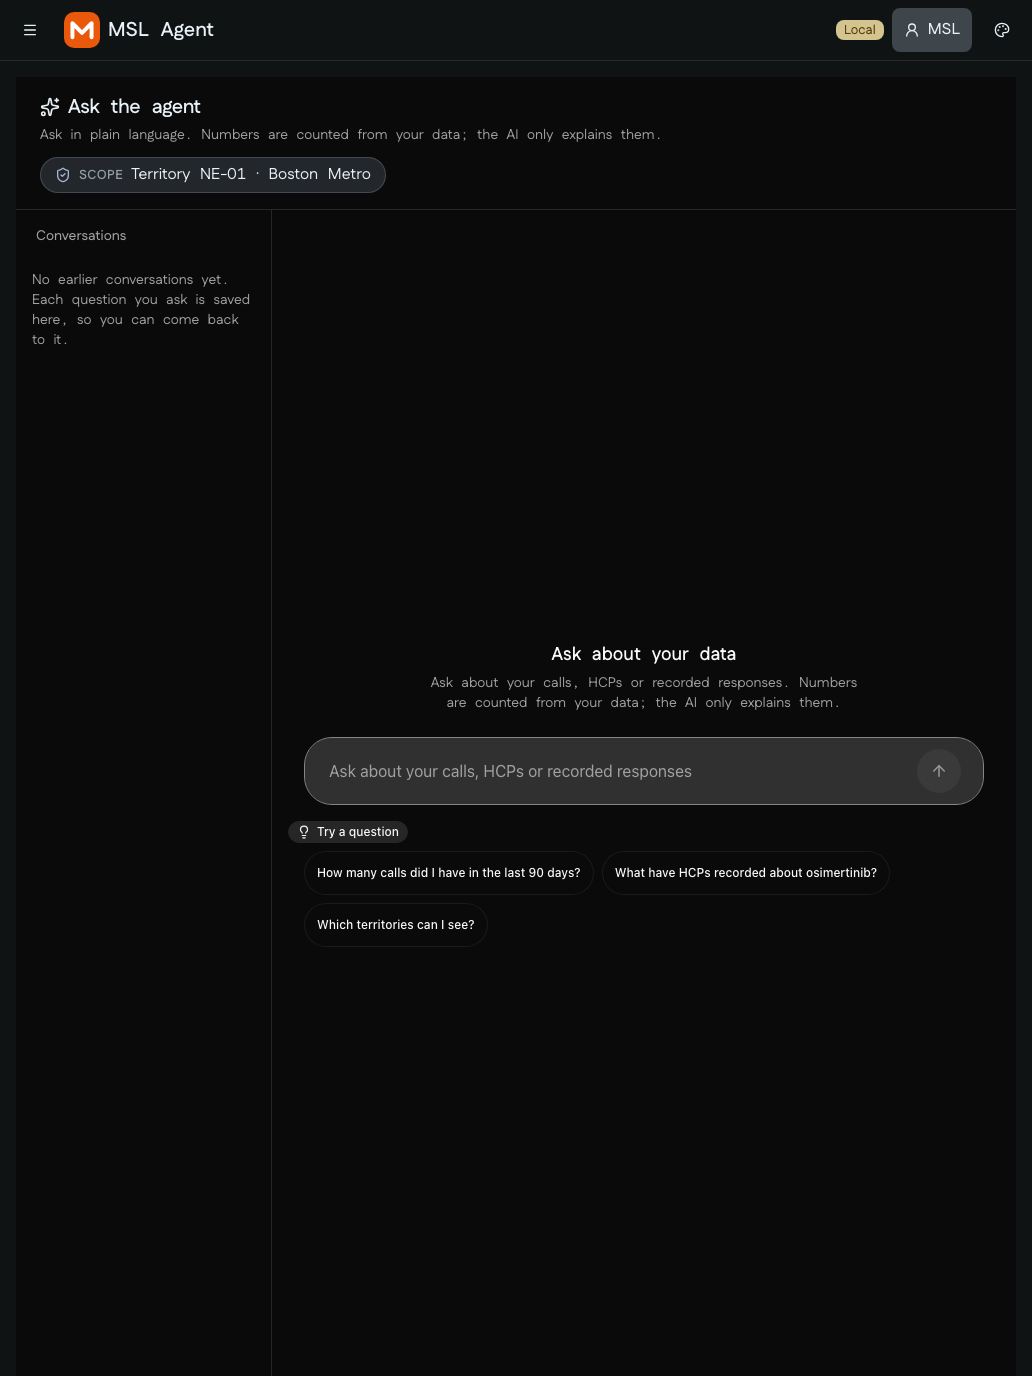 MSL Agent
Local
MSL
Ask the agent
Ask in plain language. Numbers are counted from your data; the AI only explains them.
SCOPE Territory NE-01 · Boston Metro
Conversations
No earlier conversations yet.
Each question you ask is saved
here, so you can come back
to it.
Ask about your data
Ask about your calls, HCPs or recorded responses. Numbers
are counted from your data; the AI only explains them.
Ask about your calls, HCPs or recorded responses
Try a question
How many calls did I have in the last 90 days?
What have HCPs recorded about osimertinib?
Which territories can I see?